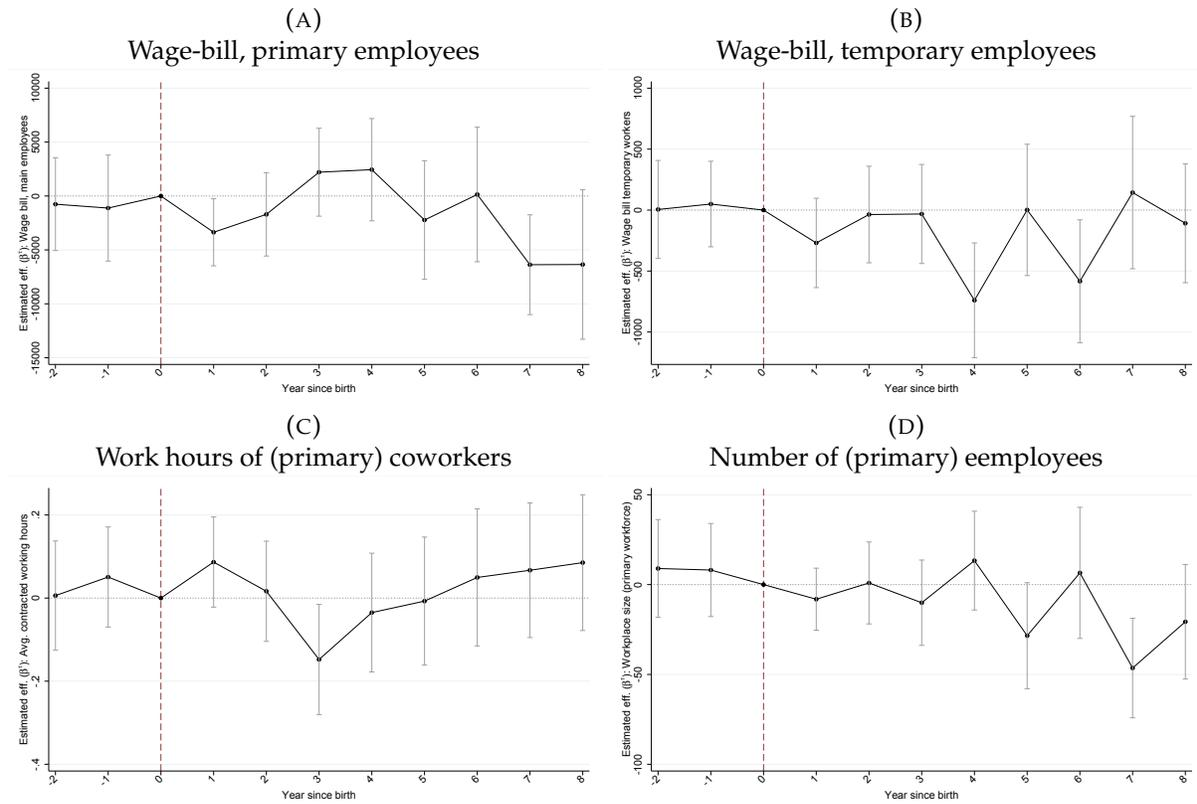 (A)
Wage-bill, primary employees
Estimated eff. (β¹): Wage bill, main employees
10000
5000
0
-5000
-10000
-15000
-2 -1 0 1 2 3 4 5 6 7 8
Year since birth
(B)
Wage-bill, temporary employees
Estimated eff. (β¹): Wage bill temporary workers
1000
500
0
-500
-1000
-2 -1 0 1 2 3 4 5 6 7 8
Year since birth
(C)
Work hours of (primary) coworkers
Estimated eff. (β¹): Avg. contracted working hours
.2
0
-.2
-.4
-2 -1 0 1 2 3 4 5 6 7 8
Year since birth
(D)
Number of (primary) eemployees
Estimated eff. (β¹): Workplace size (primary workforce)
50
0
-50
-100
-2 -1 0 1 2 3 4 5 6 7 8
Year since birth